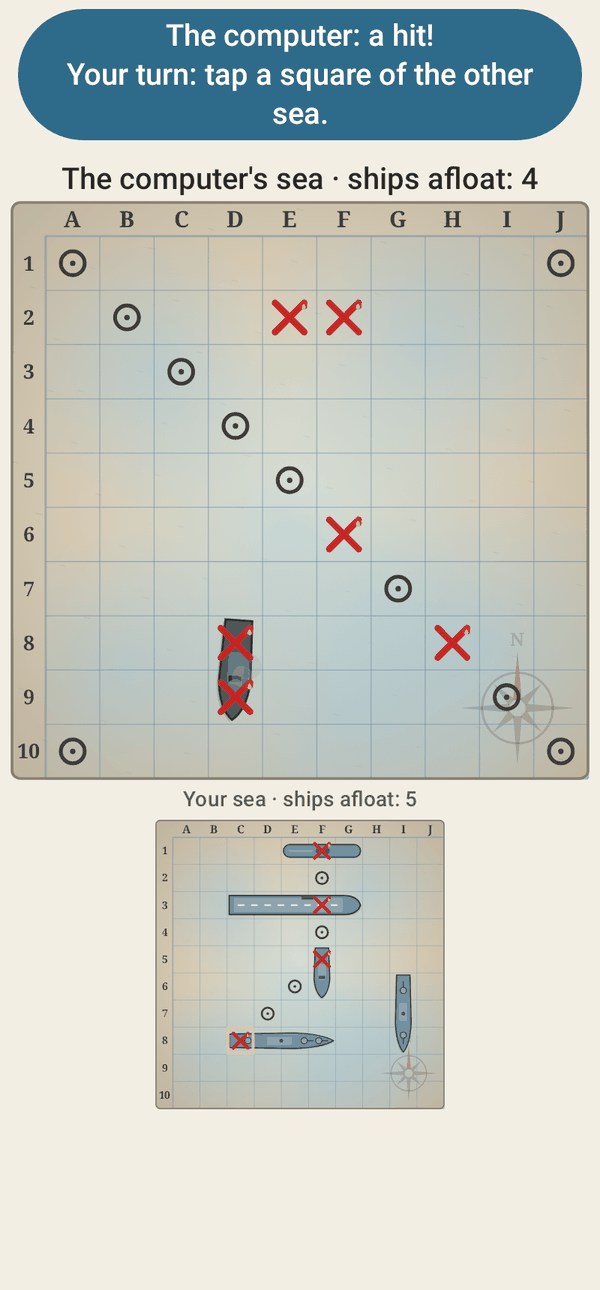 The computer: a hit!
Your turn: tap a square of the other
sea.
The computer's sea · ships afloat: 4
A B C D E F G H I J
1
2
3
4
5
6
7
8
N
9
10
Your sea · ships afloat: 5
A B C D E F G H I J
1
2
3
4
5
6
7
8
9
10